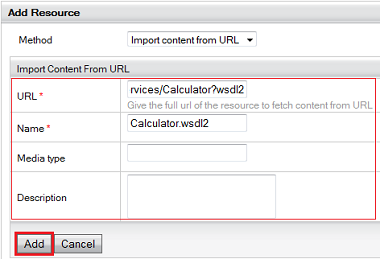 Add Resource
Method Import content from URL
Import Content From URL
URL * rvices/Calculator?wsdl2
Give the full url of the resource to fetch content from URL
Name * Calculator.wsdl2
Media type
Description
Add Cancel